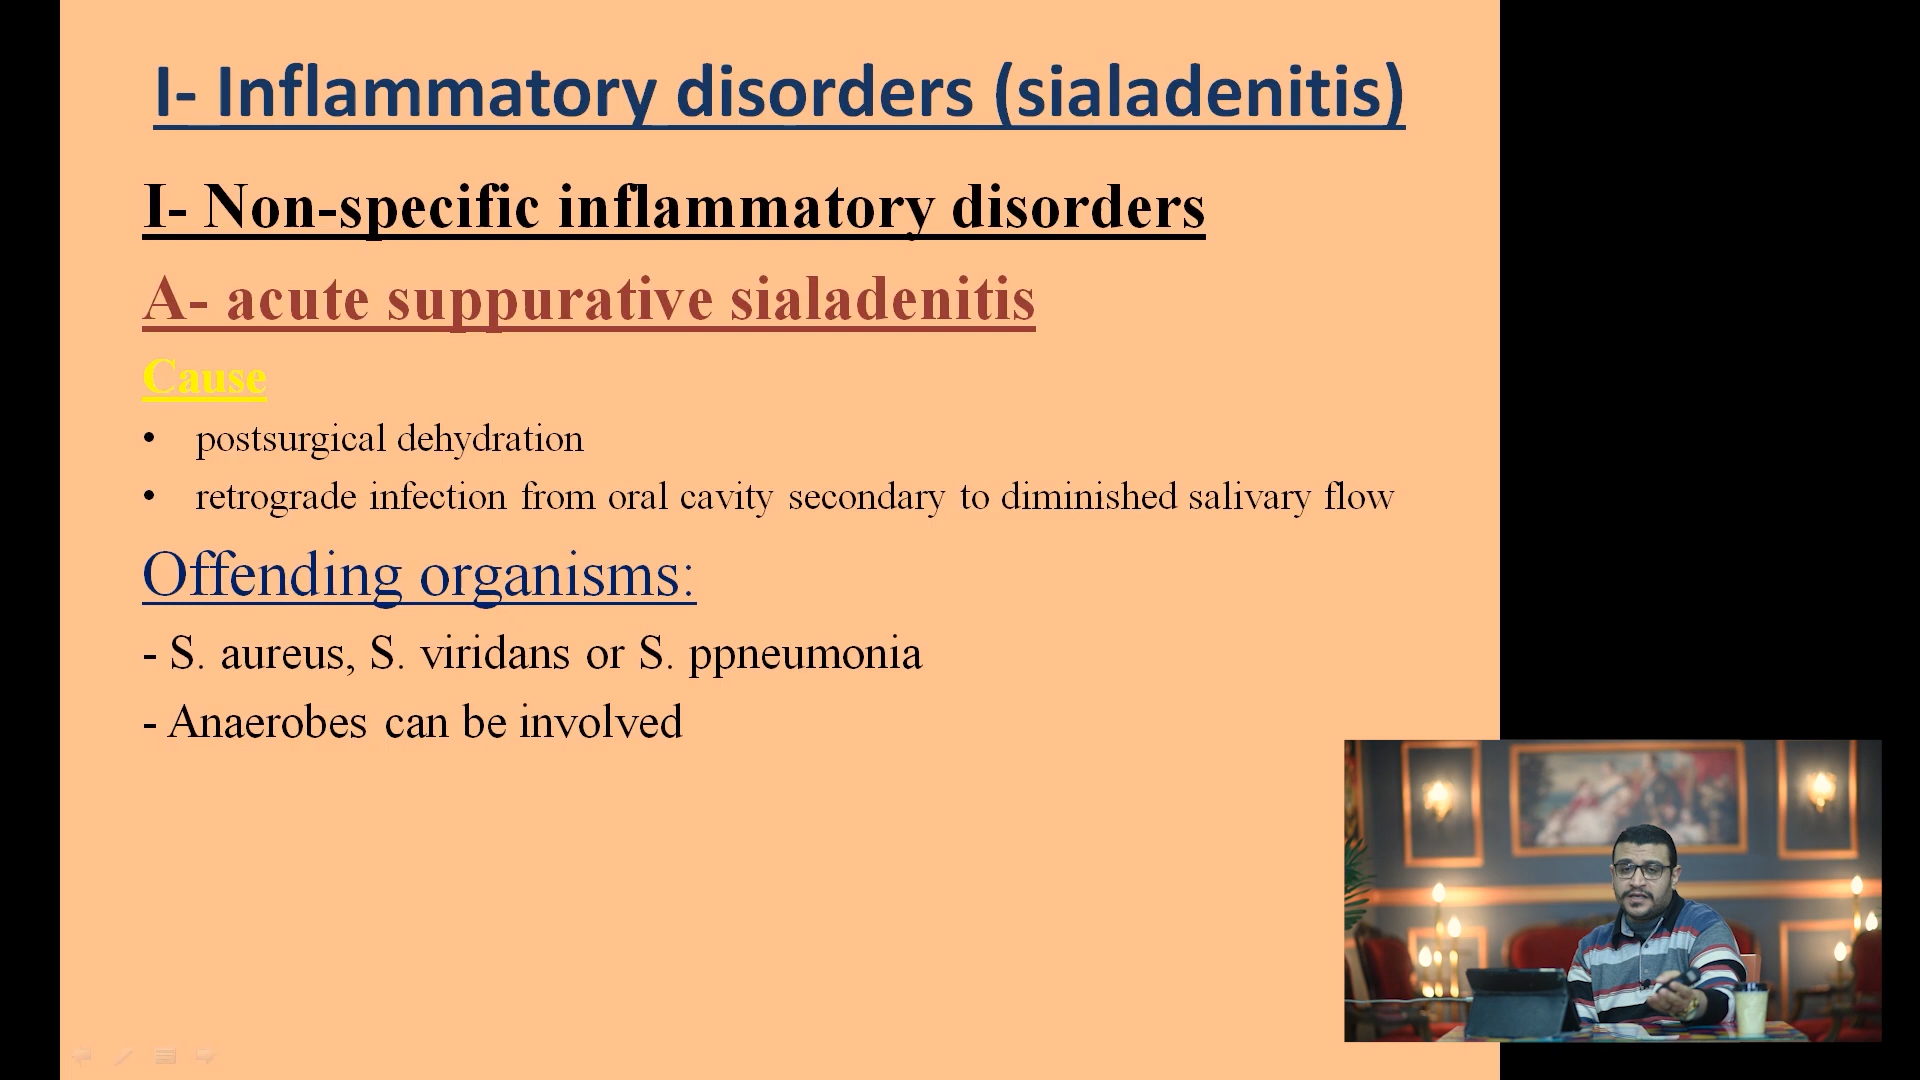 I- Inflammatory disorders (sialadenitis)
I- Non-specific inflammatory disorders
A- acute suppurative sialadenitis
Cause
• postsurgical dehydration
• retrograde infection from oral cavity secondary to diminished salivary flow
Offending organisms:
- S. aureus, S. viridans or S. ppneumonia
- Anaerobes can be involved